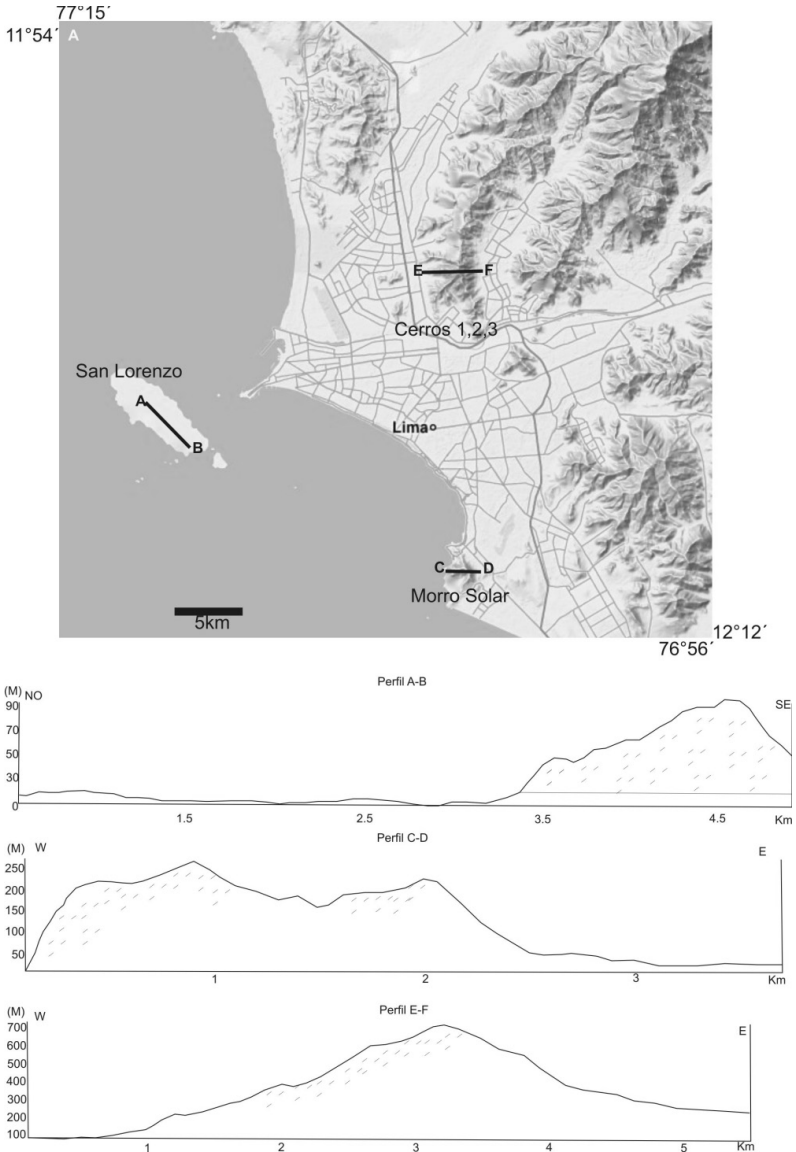 77°15´
11°54´
A
E F
Cerros 1,2,3
San Lorenzo
A
B
Lima
C D
Morro Solar
5km
12°12´
76°56´
Perfil A-B
(M) NO SE
90
70
50
30
0
1.5 2.5 3.5 4.5 Km
Perfil C-D
(M) W E
250
200
150
100
50
1 2 3 Km
Perfil E-F
(M) W E
700
600
500
400
300
200
100
1 2 3 4 5 Km